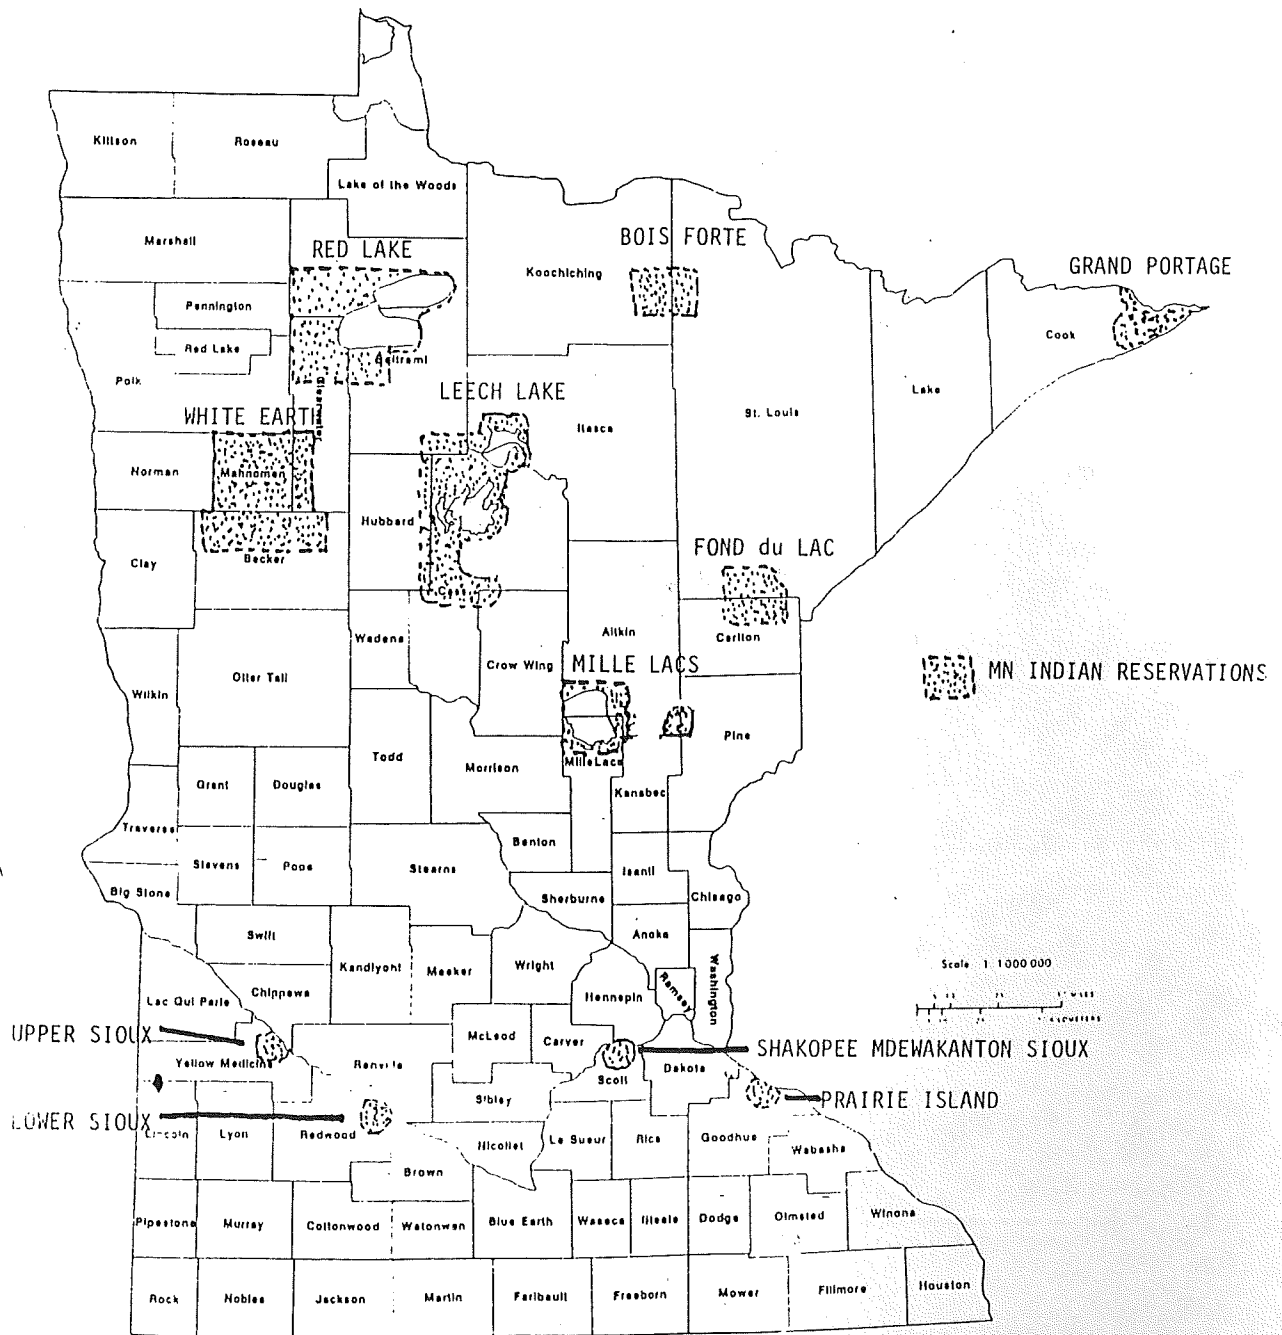 Kittson
Roseau
Lake of the Woods
Marshall
RED LAKE
BOIS FORTE
Koochiching
GRAND PORTAGE
Pennington
Red Lake
Beltrami
Cook
Polk
Clearwater
LEECH LAKE
Lake
St. Louis
Itasca
WHITE EARTH
Norman
Mahnomen
Hubbard
FOND du LAC
Clay
Becker
Cass
Wadena
Aitkin
Carlton
Crow Wing
MILLE LACS
Otter Tail
Wilkin
MN INDIAN RESERVATIONS
Pine
Todd
Morrison
Mille Lacs
Grant
Douglas
Kanabec
Traverse
Benton
Stevens
Pope
Stearns
Isanti
Big Stone
Sherburne
Chisago
Swift
Anoka
Kandiyohi
Meeker
Wright
Ramsey
Washington
Scale 1 1 000 000
Hennepin
Chippewa
Lac Qui Parle
UPPER SIOUX
McLeod
Carver
SHAKOPEE MDEWAKANTON SIOUX
Yellow Medicine
Renville
Scott
Dakota
Sibley
PRAIRIE ISLAND
LOWER SIOUX
Lincoln
Lyon
Redwood
Nicollet
Le Sueur
Rice
Goodhue
Wabasha
Brown
Pipestone
Murray
Cottonwood
Watonwan
Blue Earth
Waseca
Steele
Dodge
Olmsted
Winona
Rock
Nobles
Jackson
Martin
Faribault
Freeborn
Mower
Fillmore
Houston